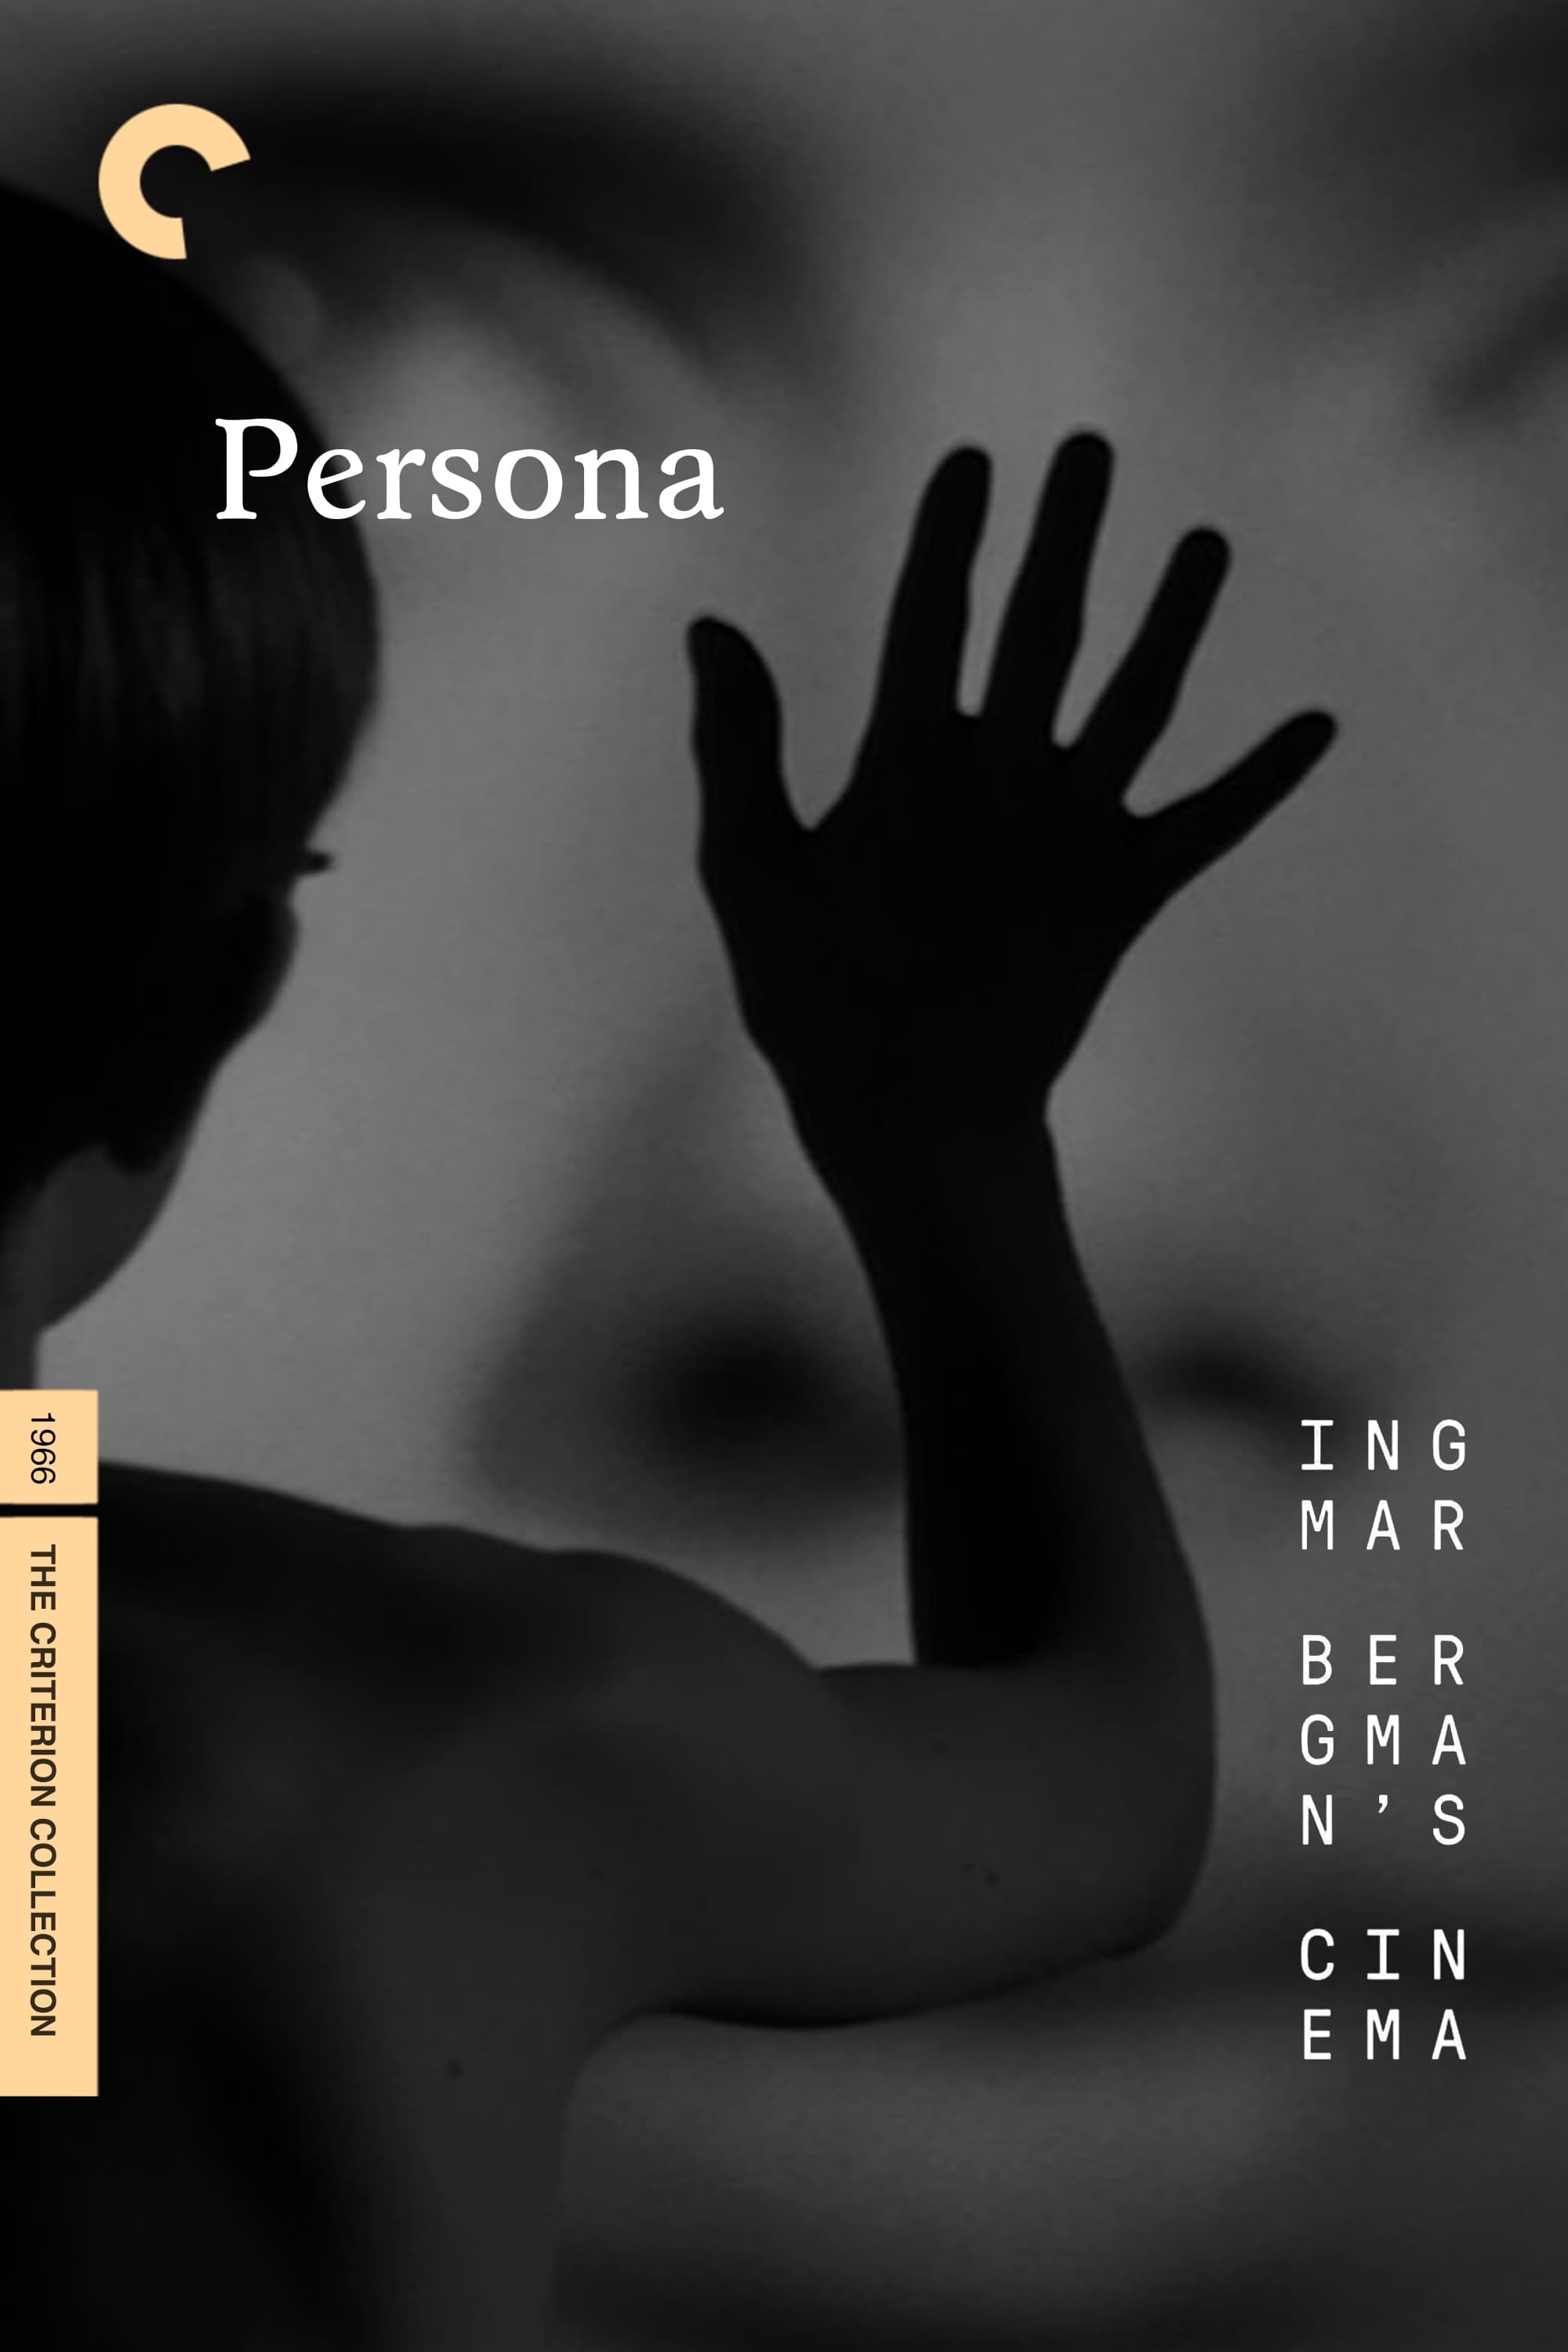 Persona
1966
THE CRITERION COLLECTION
ING
MAR
BER
GMA
N’S
CIN
EMA